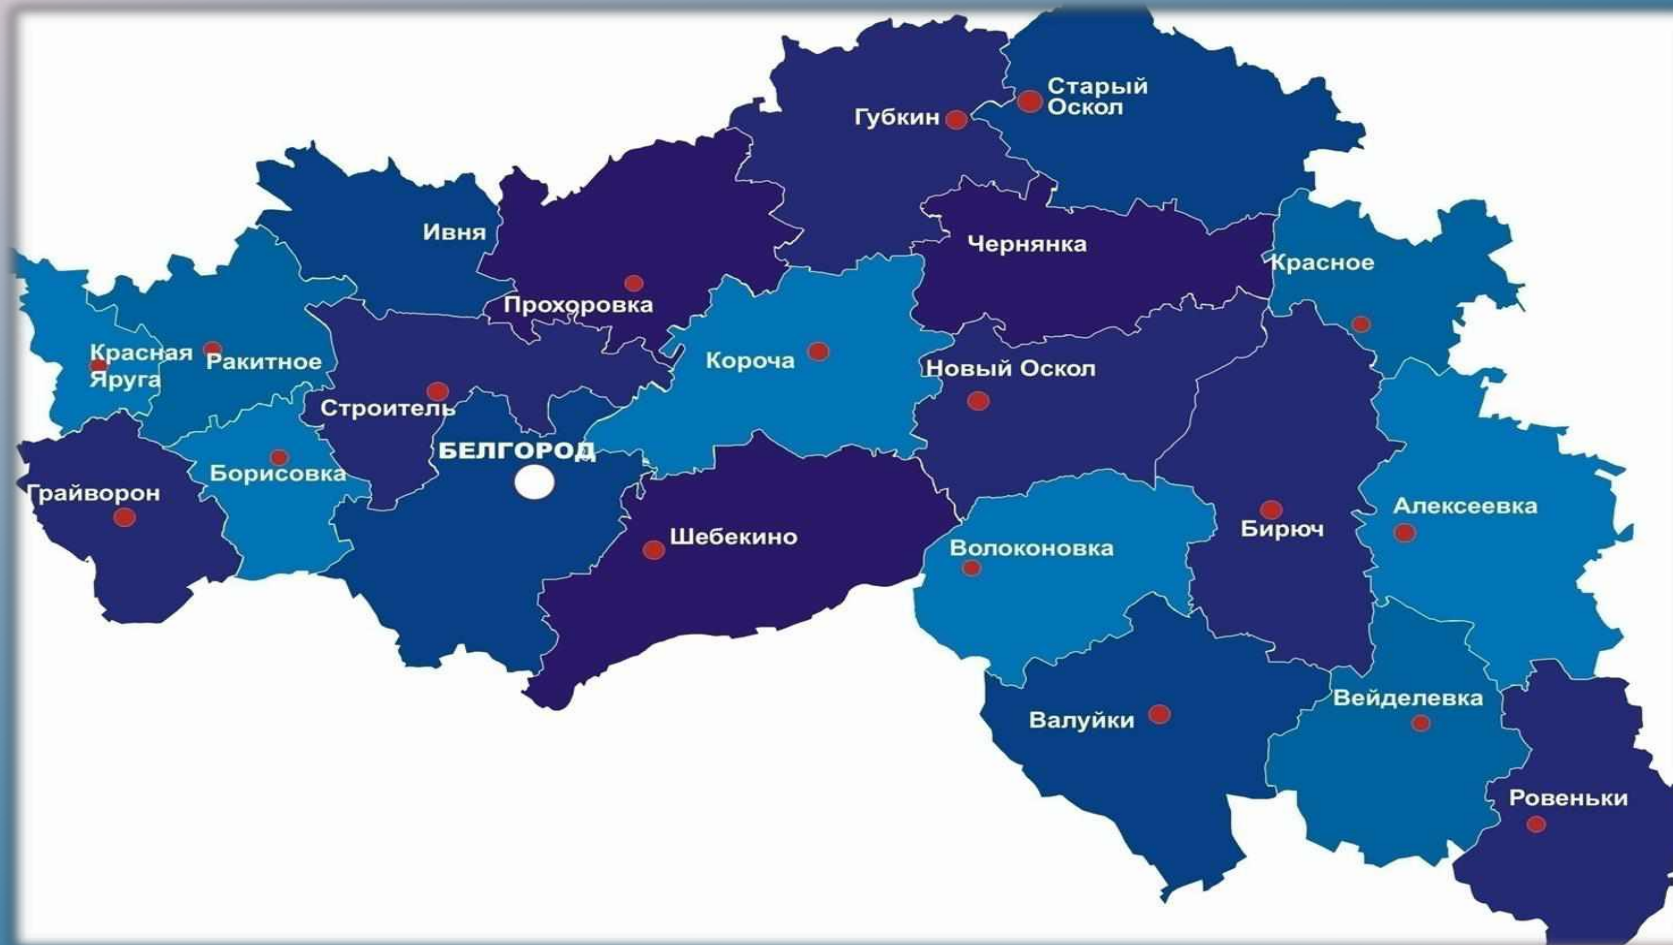 Старый
Оскол
Губкин
Ивня
Чернянка
Красное
Прохоровка
Красная
Яруга
Ракитное
Короча
Новый Оскол
Строитель
БЕЛГОРОД
Борисовка
Грайворон
Шебекино
Волоконовка
Бирюч
Алексеевка
Валуйки
Вейделевка
Ровеньки